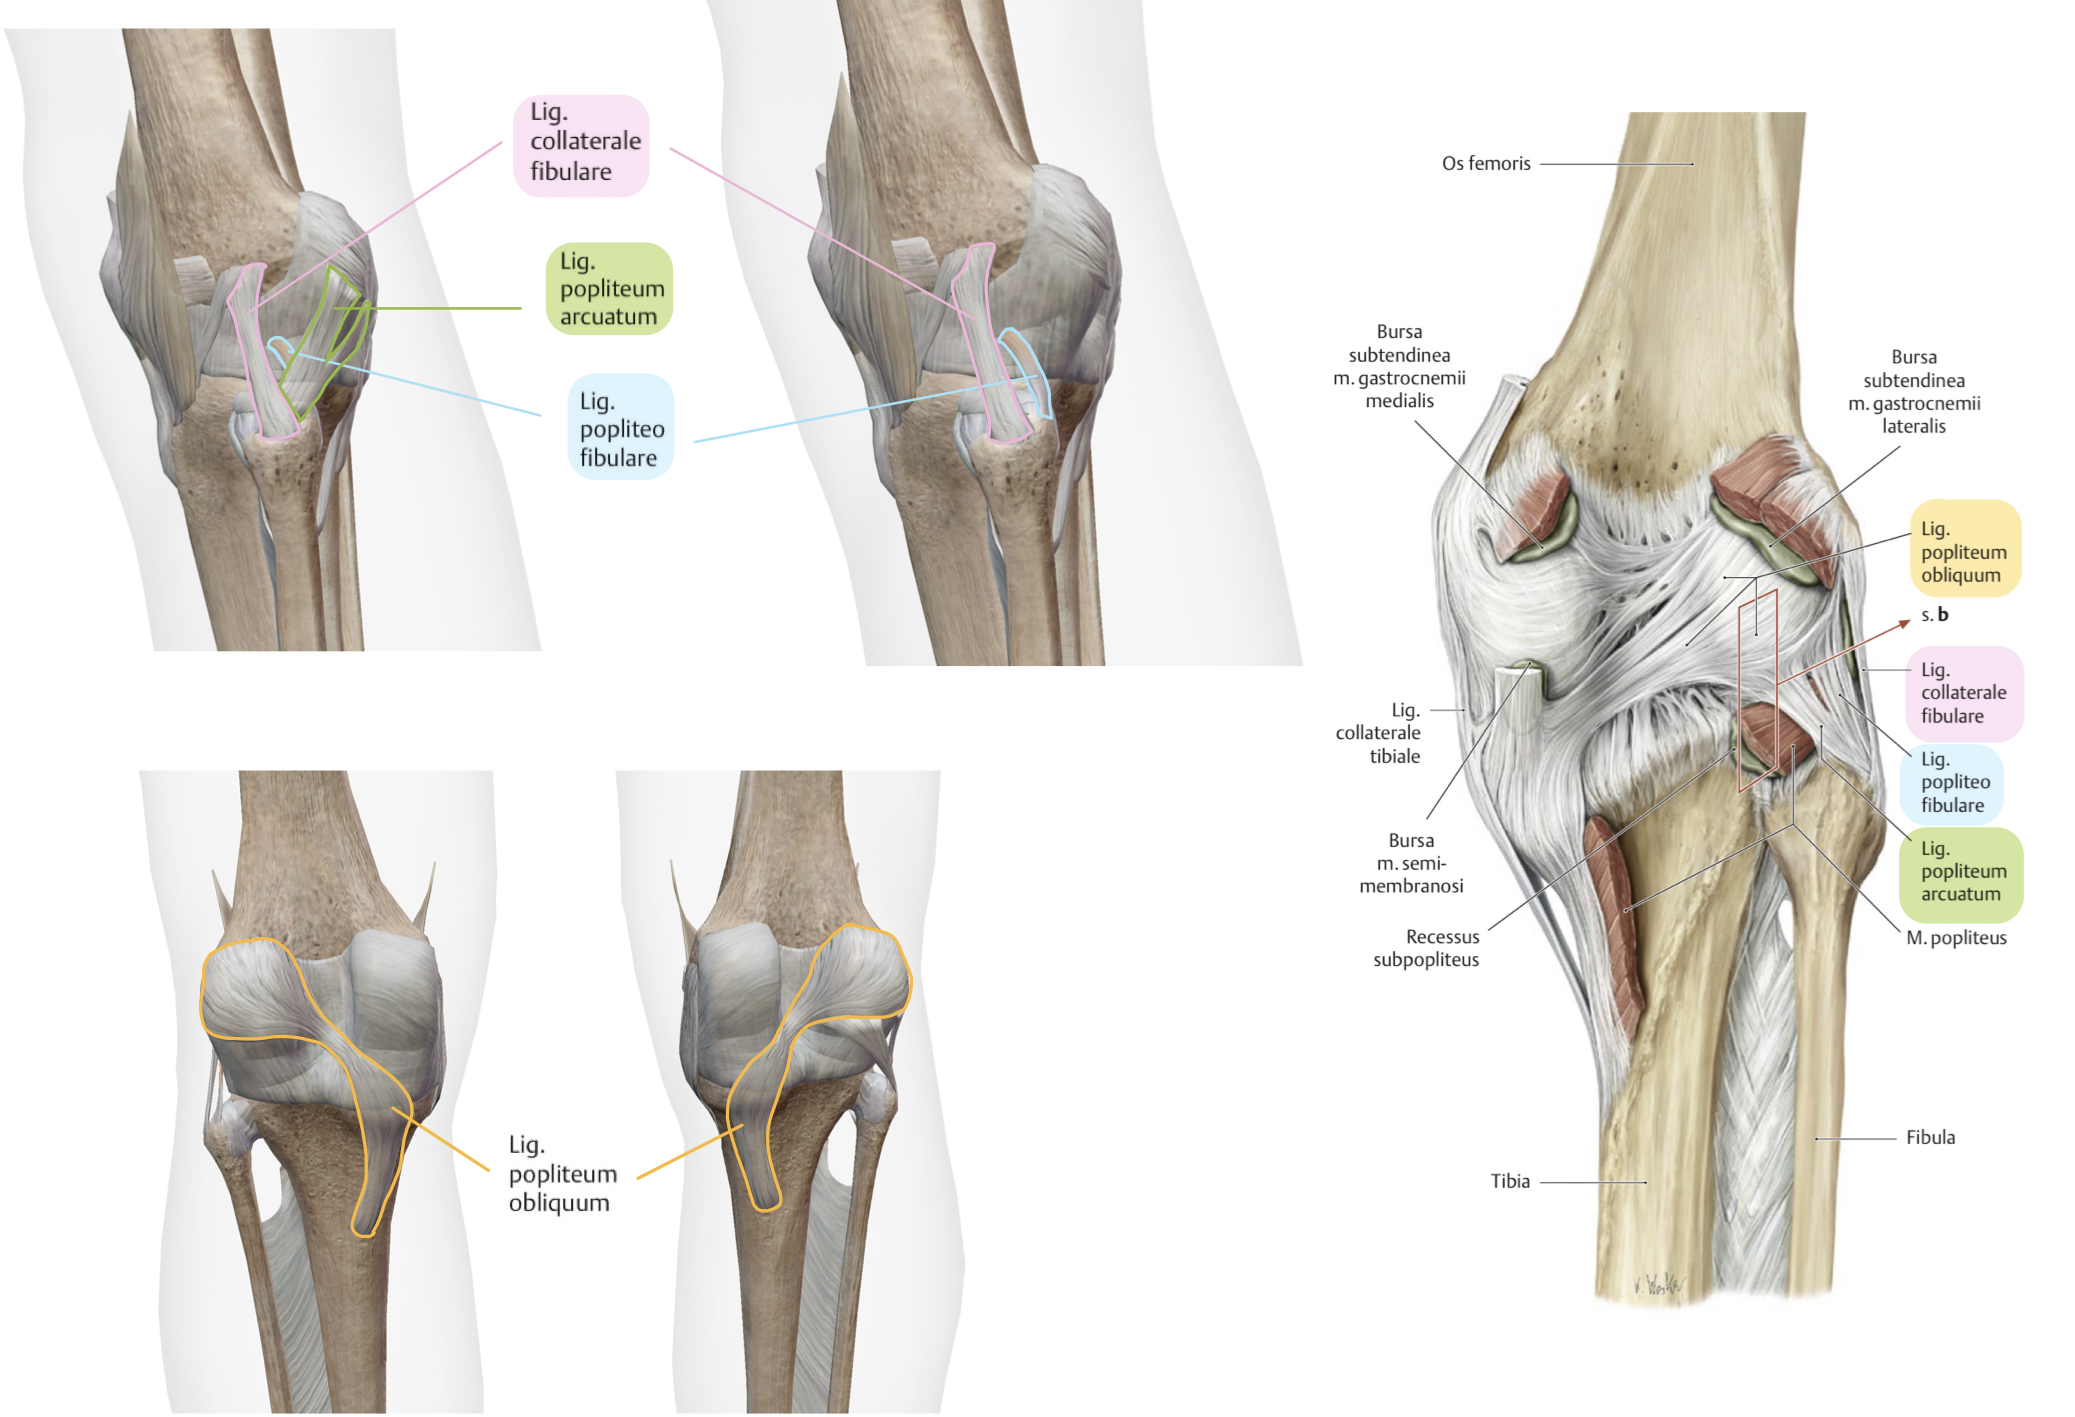 Lig.
collaterale
fibulare
Lig.
popliteum
arcuatum
Lig.
popliteo
fibulare
Lig.
popliteum
obliquum
Os femoris
Bursa
subtendinea
m. gastrocnemii
medialis
Bursa
subtendinea
m. gastrocnemii
lateralis
Lig.
popliteum
obliquum
s. b
Lig.
collaterale
fibulare
Lig.
collaterale
tibiale
Lig.
popliteo
fibulare
Bursa
m. semi-
membranosi
Lig.
popliteum
arcuatum
Recessus
subpopliteus
M. popliteus
Fibula
Tibia